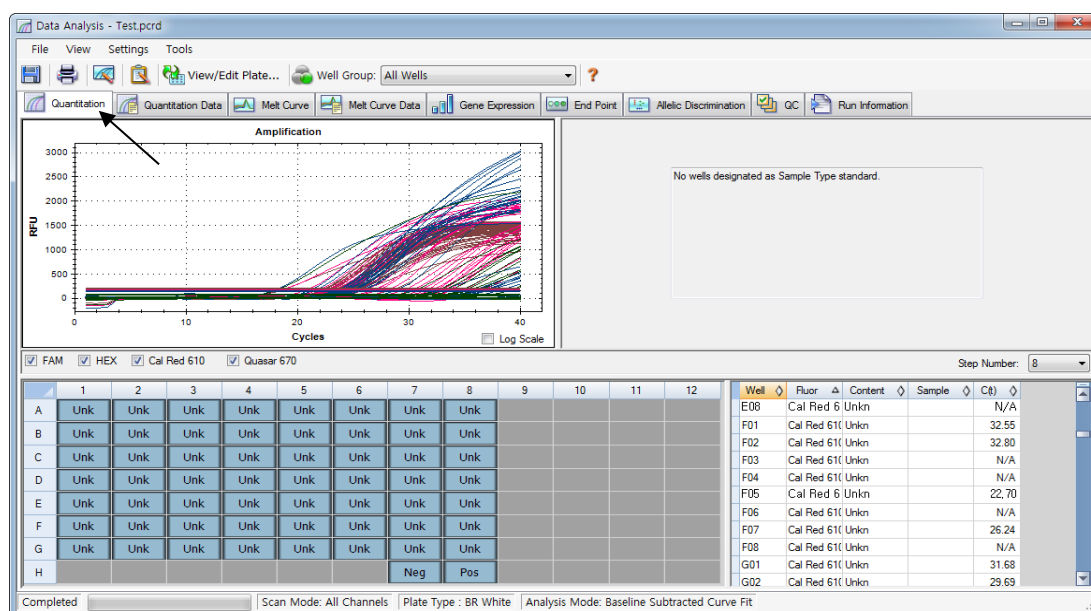 Data Analysis - Test.pcrd
File View Settings Tools
View/Edit Plate... Well Group: All Wells ?
Quantitation Quantitation Data Melt Curve Melt Curve Data Gene Expression End Point Allelic Discrimination QC Run Information
Amplification
3000
2500
2000
1500
1000
500
0
RFU
0 10 20 30 40
Cycles
Log Scale
No wells designated as Sample Type standard.
FAM HEX Cal Red 610 Quasar 670 Step Number: 8
1 2 3 4 5 6 7 8 9 10 11 12
A Unk Unk Unk Unk Unk Unk Unk Unk
B Unk Unk Unk Unk Unk Unk Unk Unk
C Unk Unk Unk Unk Unk Unk Unk Unk
D Unk Unk Unk Unk Unk Unk Unk Unk
E Unk Unk Unk Unk Unk Unk Unk Unk
F Unk Unk Unk Unk Unk Unk Unk Unk
G Unk Unk Unk Unk Unk Unk Unk Unk
H Neg Pos
Well Fluor Content Sample C(t)
E08 Cal Red 6 Unkn N/A
F01 Cal Red 61( Unkn 32.55
F02 Cal Red 61( Unkn 32.80
F03 Cal Red 61( Unkn N/A
F04 Cal Red 61( Unkn N/A
F05 Cal Red 6 Unkn 22,70
F06 Cal Red 61( Unkn N/A
F07 Cal Red 61( Unkn 26.24
F08 Cal Red 61( Unkn N/A
G01 Cal Red 61( Unkn 31.68
G02 Cal Red 61( Unkn 29.69
Completed Scan Mode: All Channels Plate Type : BR White Analysis Mode: Baseline Subtracted Curve Fit